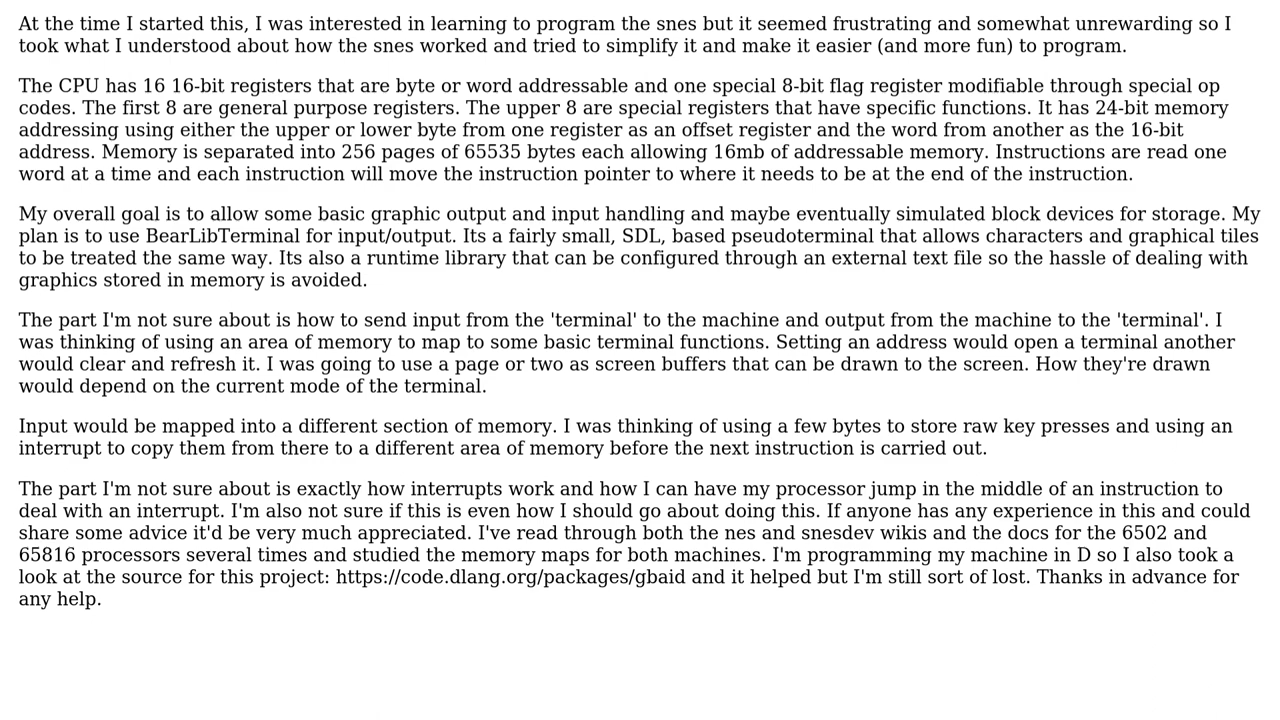 At the time I started this, I was interested in learning to program the snes but it seemed frustrating and somewhat unrewarding so I
took what I understood about how the snes worked and tried to simplify it and make it easier (and more fun) to program.
The CPU has 16 16-bit registers that are byte or word addressable and one special 8-bit flag register modifiable through special op
codes. The first 8 are general purpose registers. The upper 8 are special registers that have specific functions. It has 24-bit memory
addressing using either the upper or lower byte from one register as an offset register and the word from another as the 16-bit
address. Memory is separated into 256 pages of 65535 bytes each allowing 16mb of addressable memory. Instructions are read one
word at a time and each instruction will move the instruction pointer to where it needs to be at the end of the instruction.
My overall goal is to allow some basic graphic output and input handling and maybe eventually simulated block devices for storage. My
plan is to use BearLibTerminal for input/output. Its a fairly small, SDL, based pseudoterminal that allows characters and graphical tiles
to be treated the same way. Its also a runtime library that can be configured through an external text file so the hassle of dealing with
graphics stored in memory is avoided.
The part I'm not sure about is how to send input from the 'terminal' to the machine and output from the machine to the 'terminal'. I
was thinking of using an area of memory to map to some basic terminal functions. Setting an address would open a terminal another
would clear and refresh it. I was going to use a page or two as screen buffers that can be drawn to the screen. How they're drawn
would depend on the current mode of the terminal.
Input would be mapped into a different section of memory. I was thinking of using a few bytes to store raw key presses and using an
interrupt to copy them from there to a different area of memory before the next instruction is carried out.
The part I'm not sure about is exactly how interrupts work and how I can have my processor jump in the middle of an instruction to
deal with an interrupt. I'm also not sure if this is even how I should go about doing this. If anyone has any experience in this and could
share some advice it'd be very much appreciated. I've read through both the nes and snesdev wikis and the docs for the 6502 and
65816 processors several times and studied the memory maps for both machines. I'm programming my machine in D so I also took a
look at the source for this project: https://code.dlang.org/packages/gbaid and it helped but I'm still sort of lost. Thanks in advance for
any help.